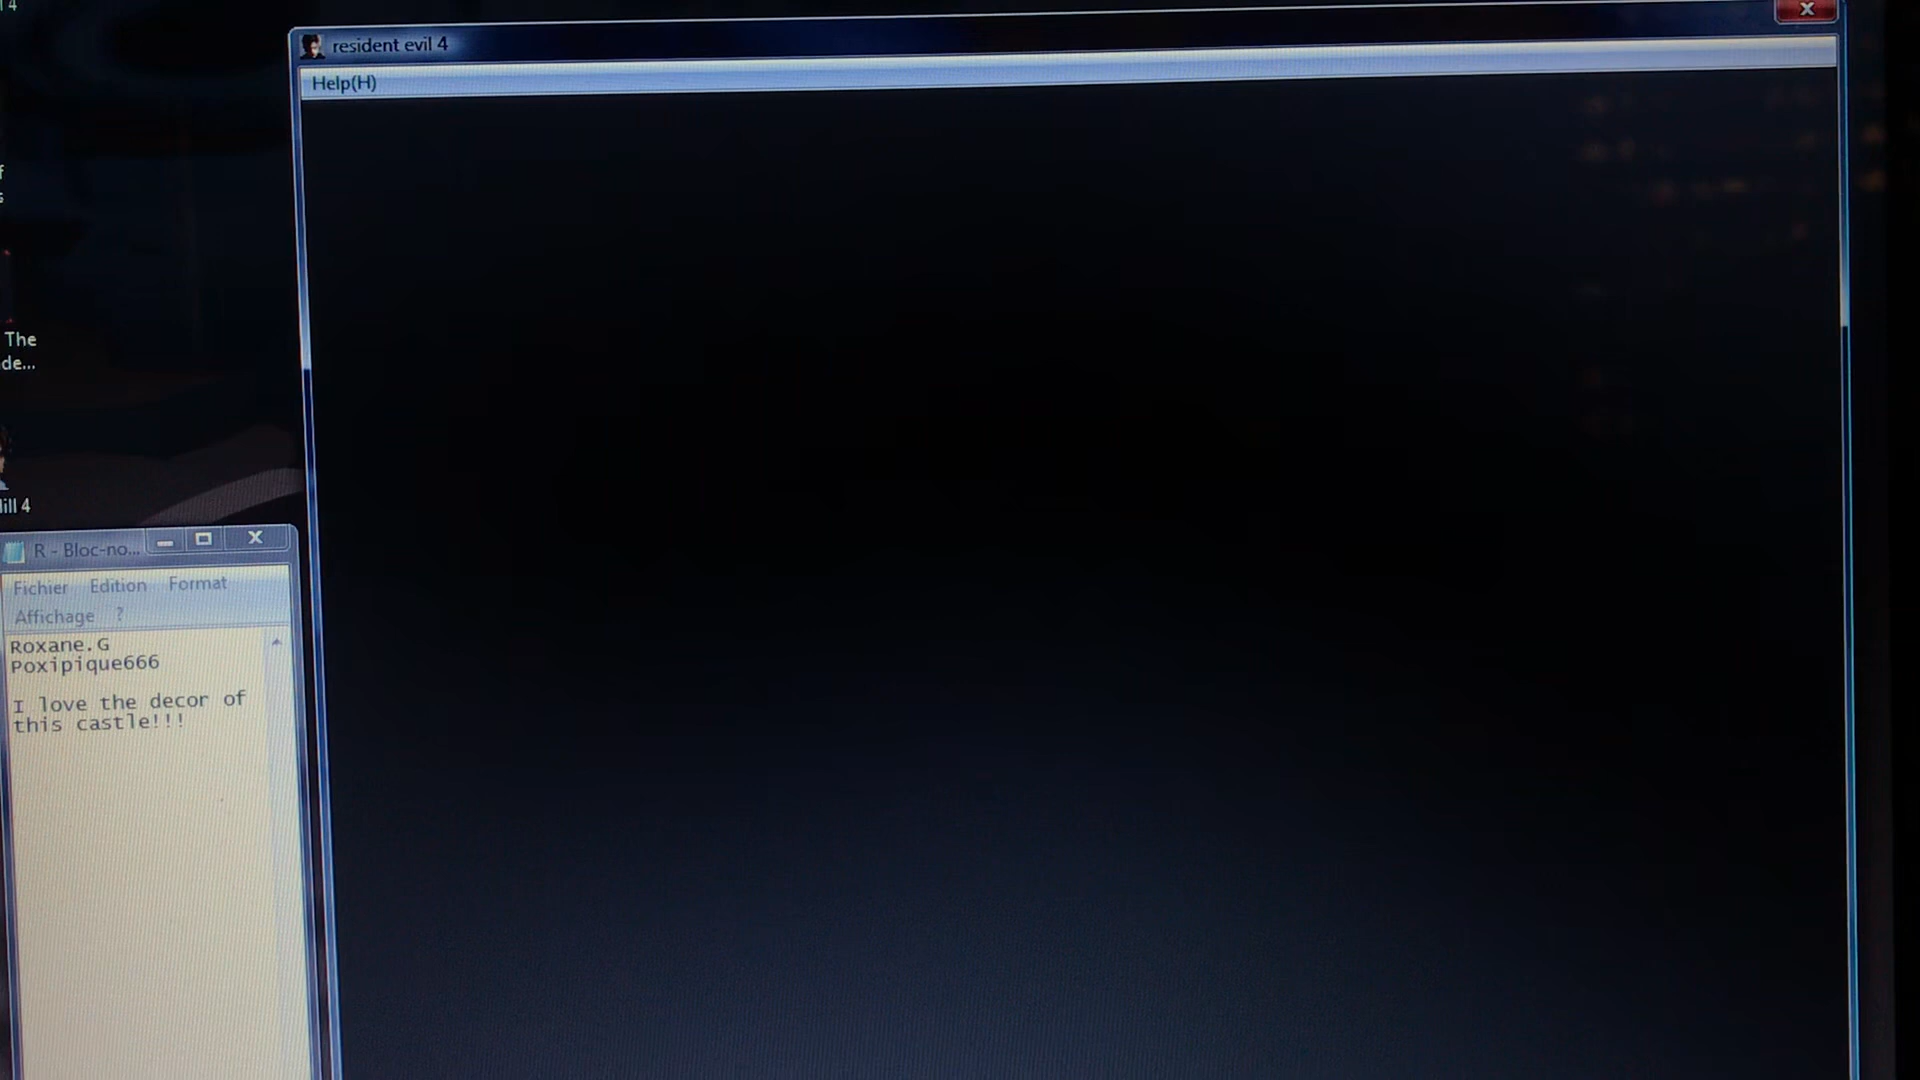 resident evil 4
Help(H)
The
de...
ill 4
R - Bloc-no...
Fichier Edition Format
Affichage ?
Roxane.G
Poxipique666
I love the decor of
this castle!!!